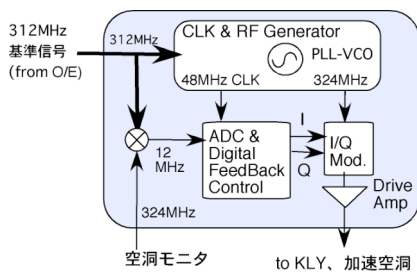 312MHz
基準信号
(from O/E)
312MHz
CLK & RF Generator
PLL-VCO
48MHz CLK
324MHz
12
MHz
ADC &
Digital
FeedBack
Control
I
Q
I/Q
Mod.
Drive
Amp
324MHz
空洞モニタ
to KLY、加速空洞